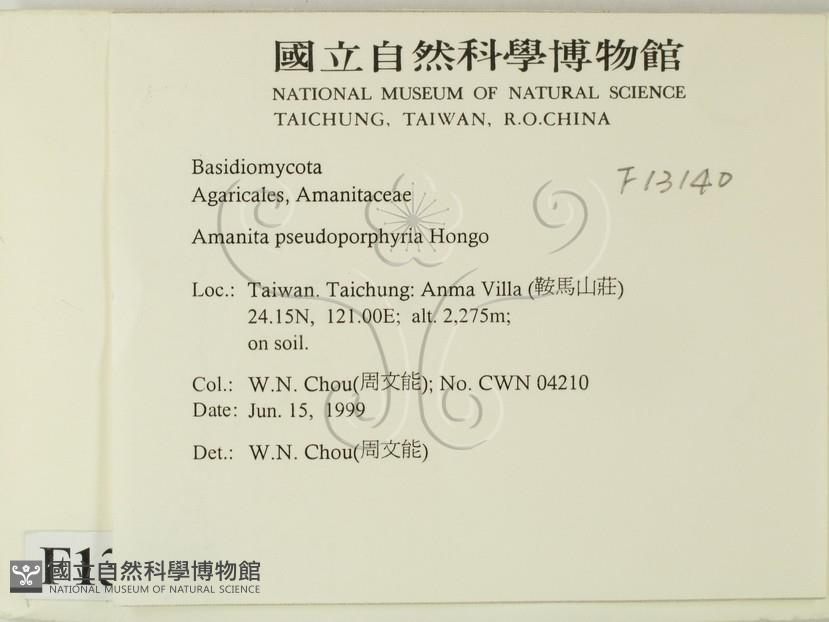 國立自然科學博物館
NATIONAL MUSEUM OF NATURAL SCIENCE
TAICHUNG, TAIWAN, R.O.CHINA
Basidiomycota
F13140
Agaricales, Amanitaceae
Amanita pseudoporphyria Hongo
Loc.: Taiwan. Taichung: Anma Villa (鞍馬山莊)
24.15N, 121.00E; alt. 2,275m;
on soil.
Col.: W.N. Chou(周文能); No. CWN 04210
Date: Jun. 15, 1999
Det.: W.N. Chou(周文能)
F13
國立自然科學博物館
NATIONAL MUSEUM OF NATURAL SCIENCE